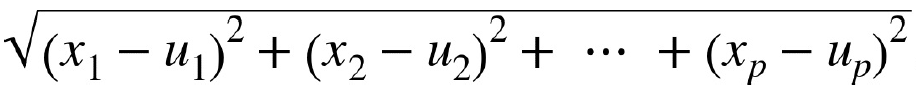 √(x₁ − u₁)² + (x₂ − u₂)² + ⋯ + (xₚ − uₚ)²